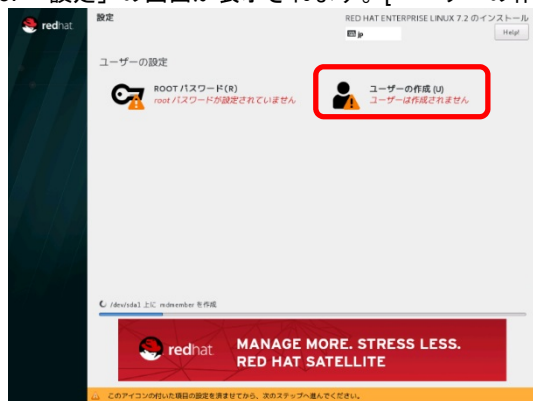 設定」の画面が表示されます。[
redhat.
設定
RED HAT ENTERPRISE LINUX 7.2 のインストール
jp
Help!
ユーザーの設定
ROOT パスワード(R)
root パスワードが設定されていません
ユーザーの作成 (U)
ユーザーは作成されません
/dev/sda1 上に mdmember を作成
redhat.
MANAGE MORE. STRESS LESS.
RED HAT SATELLITE
このアイコンの付いた項目の設定を済ませてから、次のステップへ進んでください。